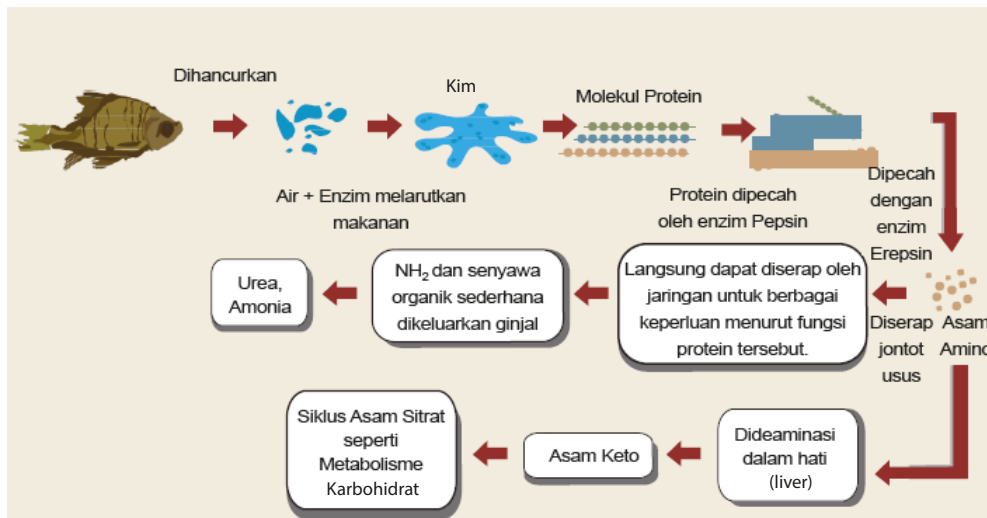 Dihancurkan
Kim
Molekul Protein
Air + Enzim melarutkan
makanan
Protein dipecah
oleh enzim Pepsin
Dipecah
dengan
enzim
Erepsin
Asam
Amino
Diserap
jontot
usus
Langsung dapat diserap oleh
jaringan untuk berbagai
keperluan menurut fungsi
protein tersebut.
NH2 dan senyawa
organik sederhana
dikeluarkan ginjal
Urea,
Amonia
Dideaminasi
dalam hati
(liver)
Asam Keto
Siklus Asam Sitrat
seperti
Metabolisme
Karbohidrat